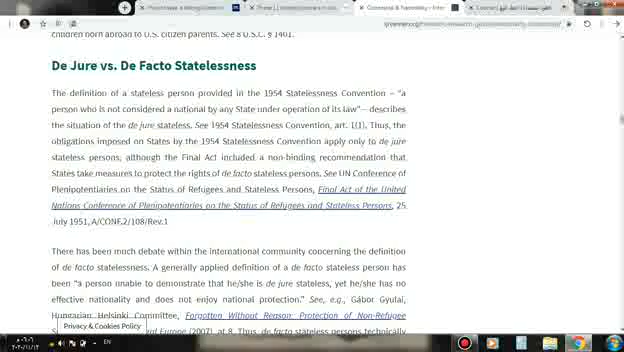 children born abroad to U.S. citizen parents. See 8 U.S.C. § 1401.
De Jure vs. De Facto Statelessness
The definition of a stateless person provided in the 1954 Statelessness Convention – “a
person who is not considered a national by any State under operation of its law”– describes
the situation of the de jure stateless. See 1954 Statelessness Convention, art. 1(1). Thus, the
obligations imposed on States by the 1954 Statelessness Convention apply only to de jure
stateless persons, although the Final Act included a non-binding recommendation that
States take measures to protect the rights of de facto stateless persons. See UN Conference of
Plenipotentiaries on the Status of Refugees and Stateless Persons, Final Act of the United
Nations Conference of Plenipotentiaries on the Status of Refugees and Stateless Persons, 25
July 1951, A/CONF.2/108/Rev.1
There has been much debate within the international community concerning the definition
of de facto statelessness. A generally applied definition of a de facto stateless person has
been “a person unable to demonstrate that he/she is de jure stateless, yet he/she has no
effective nationality and does not enjoy national protection.” See, e.g., Gábor Gyulai,
Hungarian Helsinki Committee, Forgotten Without Reason: Protection of Non-Refugee
Europe (2007), at 8. Thus, de facto stateless persons technically
Privacy & Cookies Policy
EN